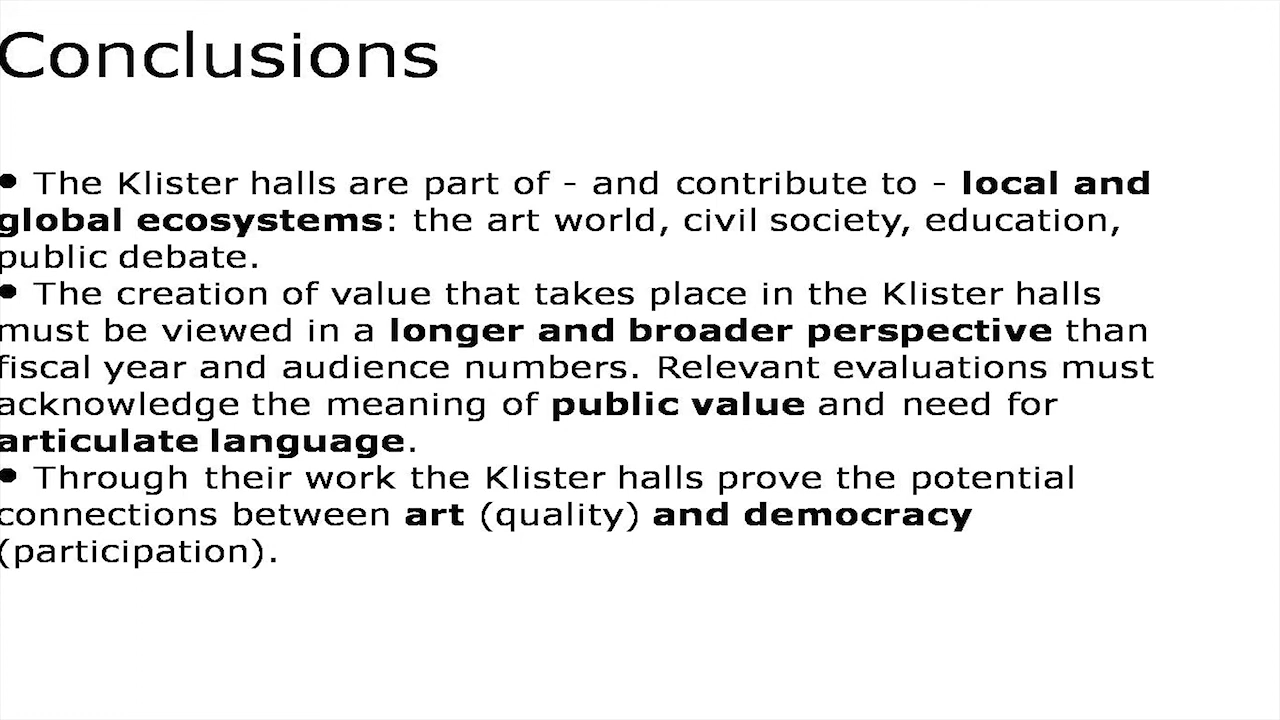 Conclusions
• The Klister halls are part of - and contribute to - local and
global ecosystems: the art world, civil society, education,
public debate.
• The creation of value that takes place in the Klister halls
must be viewed in a longer and broader perspective than
fiscal year and audience numbers. Relevant evaluations must
acknowledge the meaning of public value and need for
articulate language.
• Through their work the Klister halls prove the potential
connections between art (quality) and democracy
(participation).